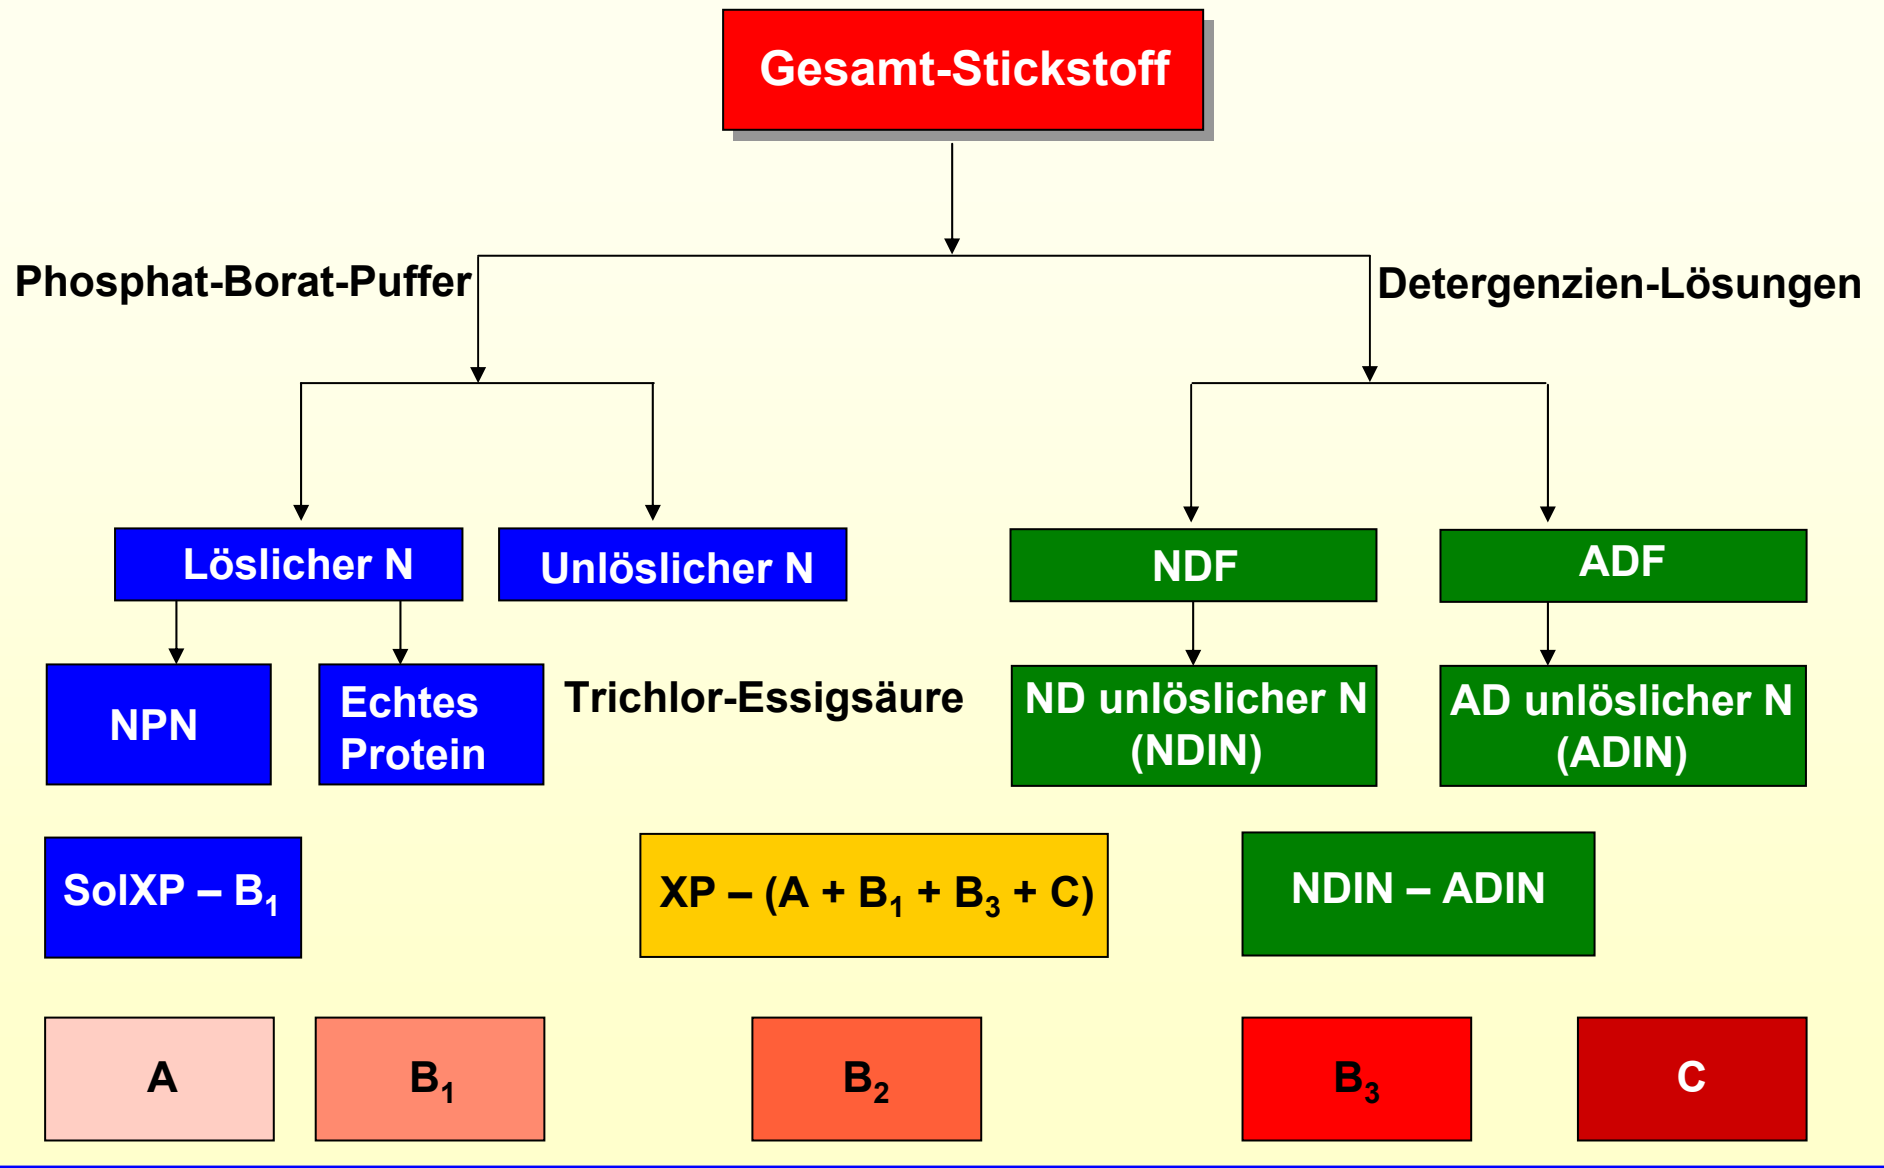 Gesamt-Stickstoff
Phosphat-Borat-Puffer
Detergenzien-Lösungen
Löslicher N
Unlöslicher N
NDF
ADF
NPN
Echtes
Protein
Trichlor-Essigsäure
ND unlöslicher N
(NDIN)
AD unlöslicher N
(ADIN)
SolXP – B₁
XP – (A + B₁ + B₃ + C)
NDIN – ADIN
A
B₁
B₂
B₃
C